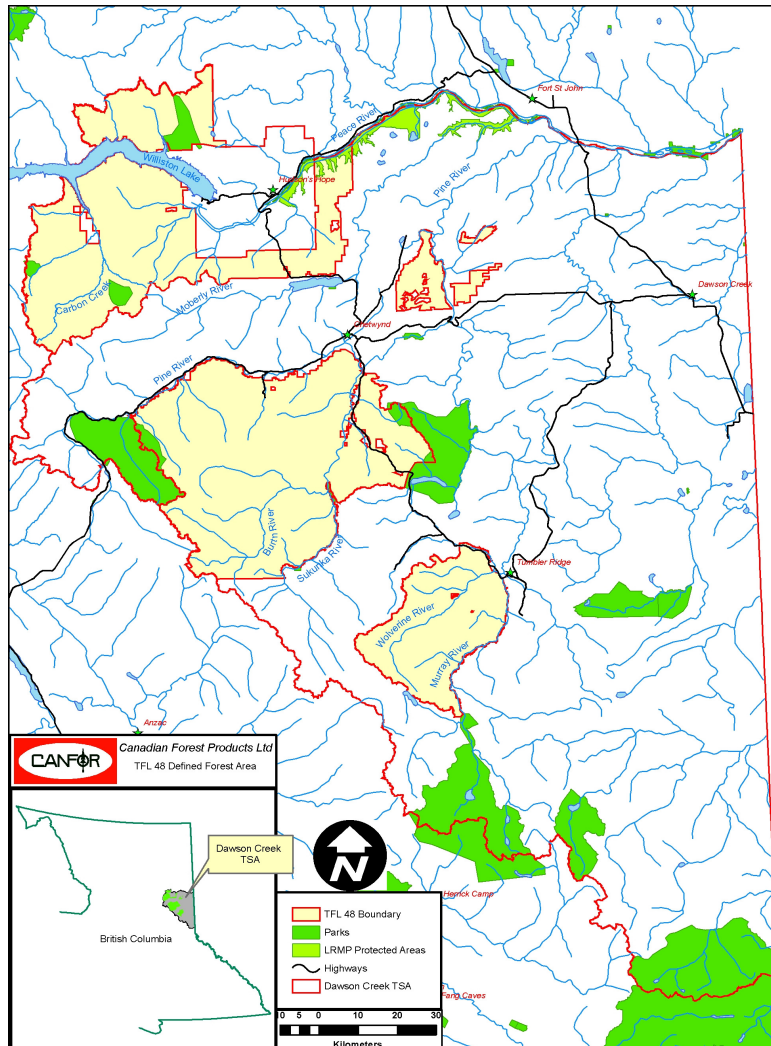 Fort St John
Peace River
Williston Lake
Hudson's Hope
Pine River
Carbon Creek
Moberly River
Dawson Creek
Chetwynd
Pine River
Burnt River
Sukunka River
Tumbler Ridge
Wolverine River
Murray River
Anzac
CANFOR
Canadian Forest Products Ltd
TFL 48 Defined Forest Area
Dawson Creek
TSA
British Columbia
N
Herrick Camp
Fang Caves
TFL 48 Boundary
Parks
LRMP Protected Areas
Highways
Dawson Creek TSA
10 5 0 10 20 30
Kilometers